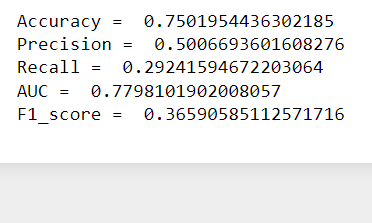 Accuracy =  0.7501954436302185
Precision =  0.5006693601608276
Recall =  0.29241594672203064
AUC =  0.7798101902008057
F1_score =  0.36590585112571716